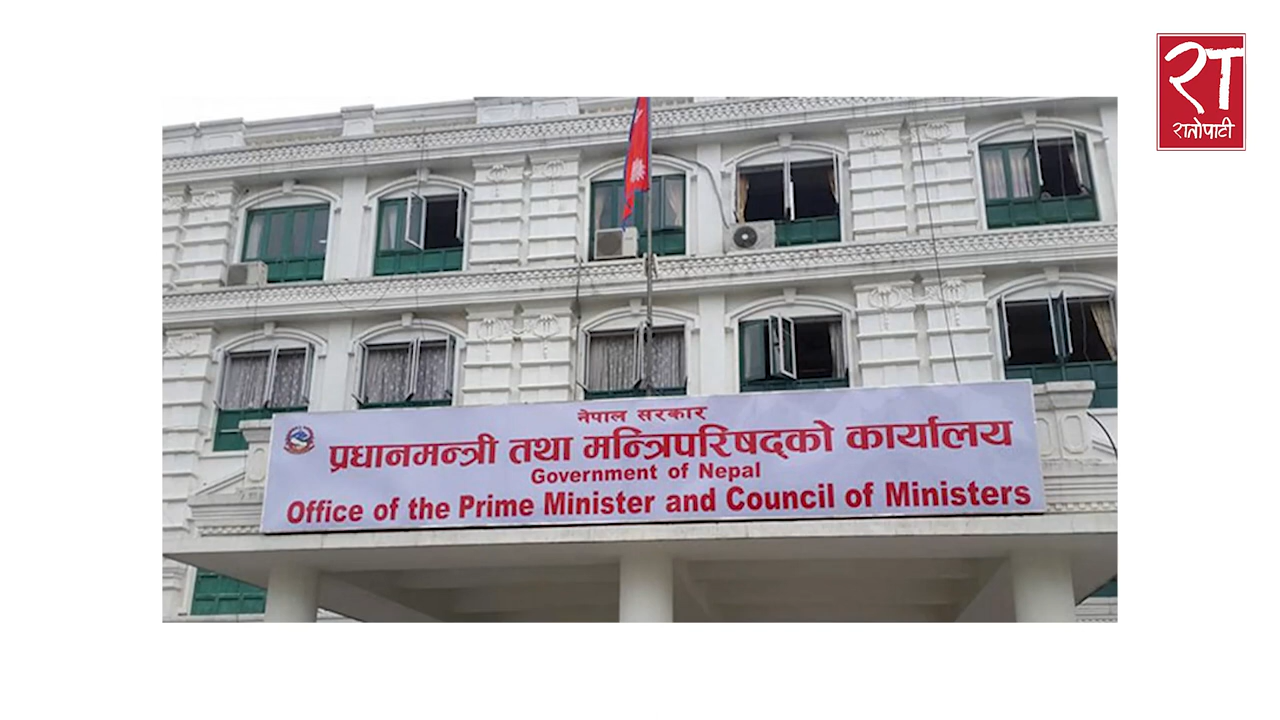 रा
रातोपाटी
नेपाल सरकार
प्रधानमन्त्री तथा मन्त्रिपरिषद्को कार्यालय
Government of Nepal
Office of the Prime Minister and Council of Ministers